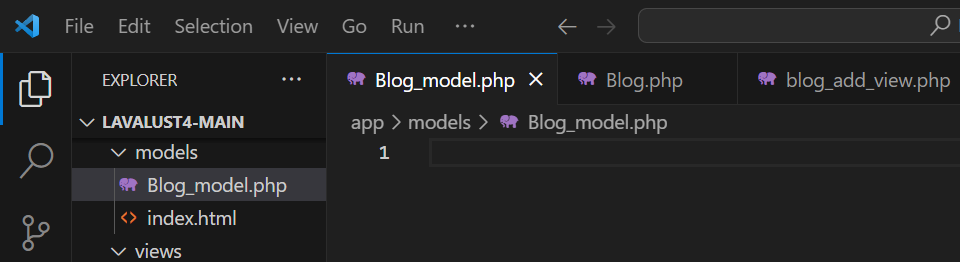 File Edit Selection View Go Run ···
EXPLORER ···
Blog_model.php Blog.php blog_add_view.php
LAVALUST4-MAIN
app > models > Blog_model.php
models
1
Blog_model.php
index.html
views